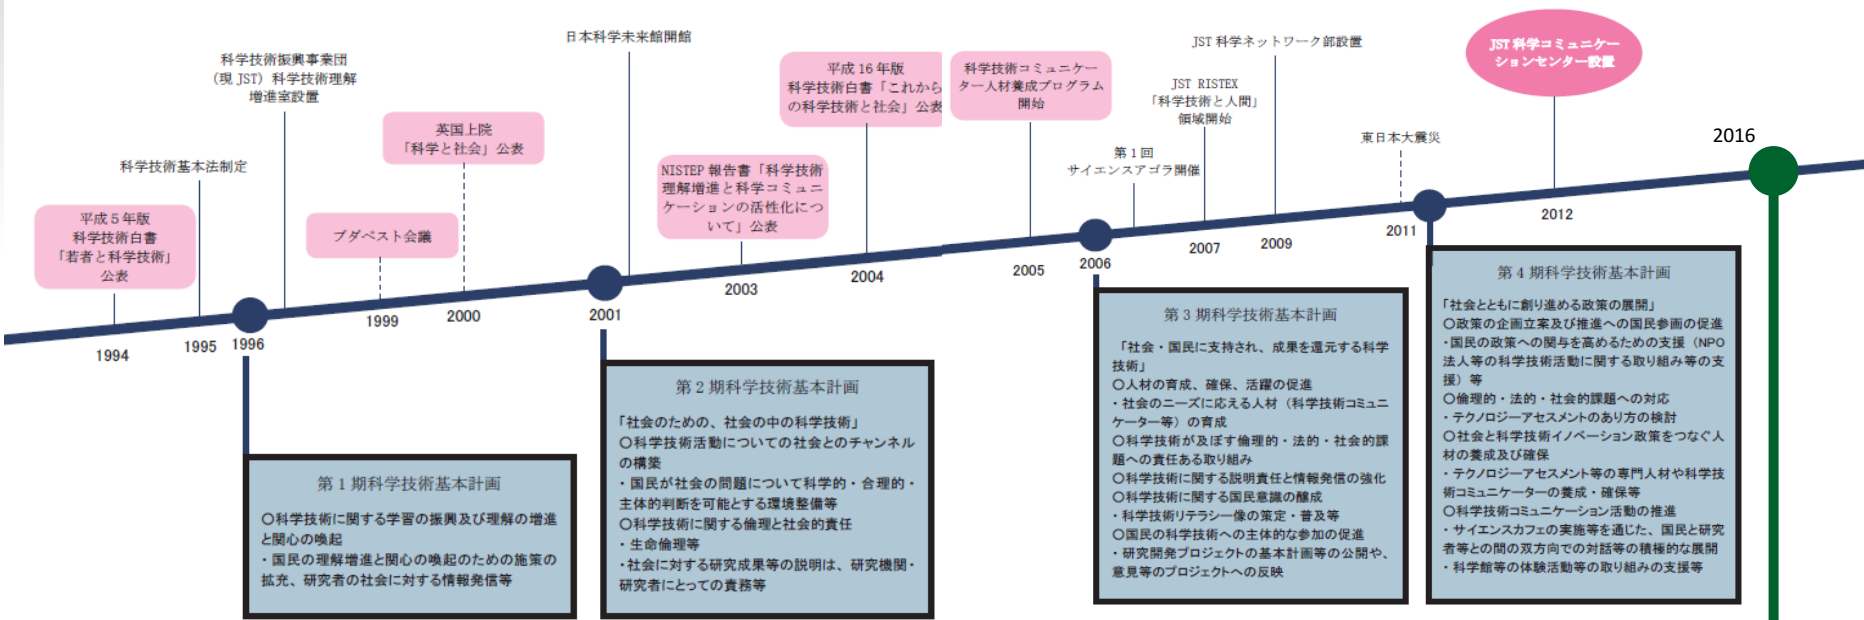 平成５年版
科学技術白書
「若者と科学技術」
公表
1994
科学技術基本法制定
1995
科学技術振興事業団
（現 JST）科学技術理解
増進室設置
1996
ブダペスト会議
1999
英国上院
「科学と社会」公表
2000
日本科学未来館開館
2001
NISTEP 報告書「科学技術
理解増進と科学コミュニ
ケーションの活性化につ
いて」公表
2003
平成 16 年版
科学技術白書「これから
の科学技術と社会」公表
2004
科学技術コミュニケー
ター人材養成プログラム
開始
2005
2006
第１回
サイエンスアゴラ開催
JST RISTEX
「科学技術と人間」
領域開始
2007
JST 科学ネットワーク部設置
2009
東日本大震災
2011
JST 科学コミュニケー
ションセンター設置
2012
2016
第１期科学技術基本計画
○科学技術に関する学習の振興及び理解の増進
と関心の喚起
・国民の理解増進と関心の喚起のための施策の
拡充、研究者の社会に対する情報発信等
第２期科学技術基本計画
「社会のための、社会の中の科学技術」
○科学技術活動についての社会とのチャンネル
の構築
・国民が社会の問題について科学的・合理的・
主体的判断を可能とする環境整備等
○科学技術に関する倫理と社会的責任
・生命倫理等
・社会に対する研究成果等の説明は、研究機関・
研究者にとっての責務等
第３期科学技術基本計画
「社会・国民に支持され、成果を還元する科学
技術」
○人材の育成、確保、活躍の促進
・社会のニーズに応える人材（科学技術コミュニ
ケーター等）の育成
○科学技術が及ぼす倫理的・法的・社会的課
題への責任ある取り組み
○科学技術に関する説明責任と情報発信の強化
○科学技術に関する国民意識の醸成
・科学技術リテラシー像の策定・普及等
○国民の科学技術への主体的な参加の促進
・研究開発プロジェクトの基本計画等の公開や、
意見等のプロジェクトへの反映
第４期科学技術基本計画
「社会とともに創り進める政策の展開」
○政策の企画立案及び推進への国民参画の促進
・国民の政策への関与を高めるための支援（NPO
法人等の科学技術活動に関する取り組み等の支
援）等
○倫理的・法的・社会的課題への対応
・テクノロジーアセスメントのあり方の検討
○社会と科学技術イノベーション政策をつなぐ人
材の養成及び確保
・テクノロジーアセスメント等の専門人材や科学技
術コミュニケーターの養成・確保等
○科学技術コミュニケーション活動の推進
・サイエンスカフェの実施等を通じた、国民と研究
者等との間の双方向での対話等の積極的な展開
・科学館等の体験活動等の取り組みの支援等